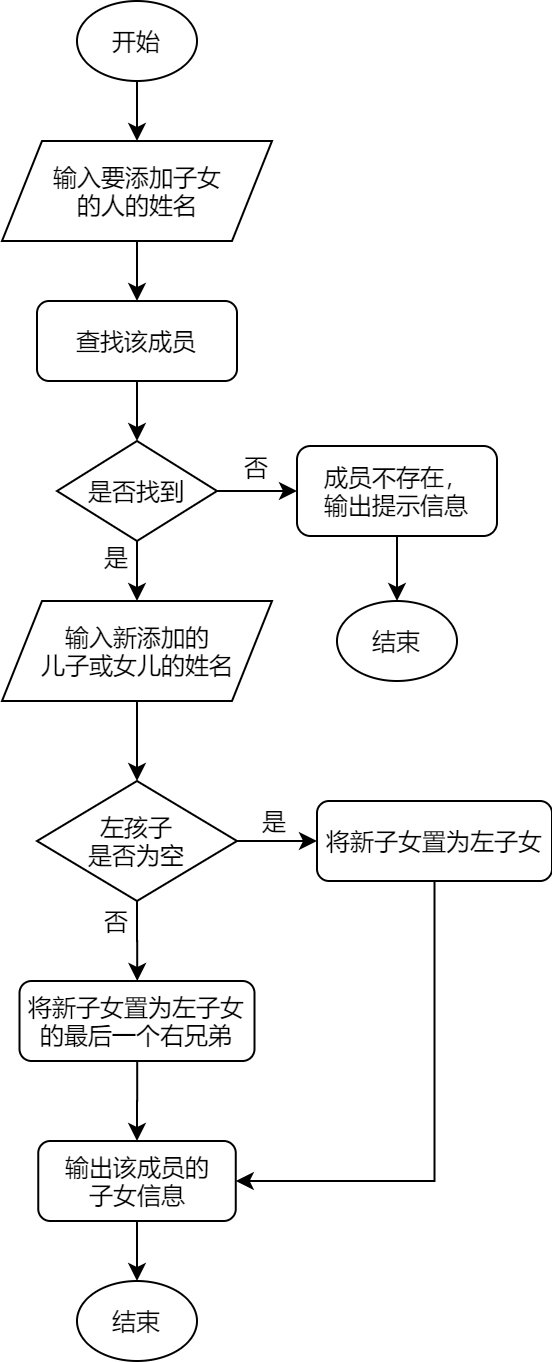 开始
输入要添加子女
的人的姓名
查找该成员
是否找到
否
成员不存在，
输出提示信息
是
结束
输入新添加的
儿子或女儿的姓名
左孩子
是否为空
是
将新子女置为左子女
否
将新子女置为左子女
的最后一个右兄弟
输出该成员的
子女信息
结束